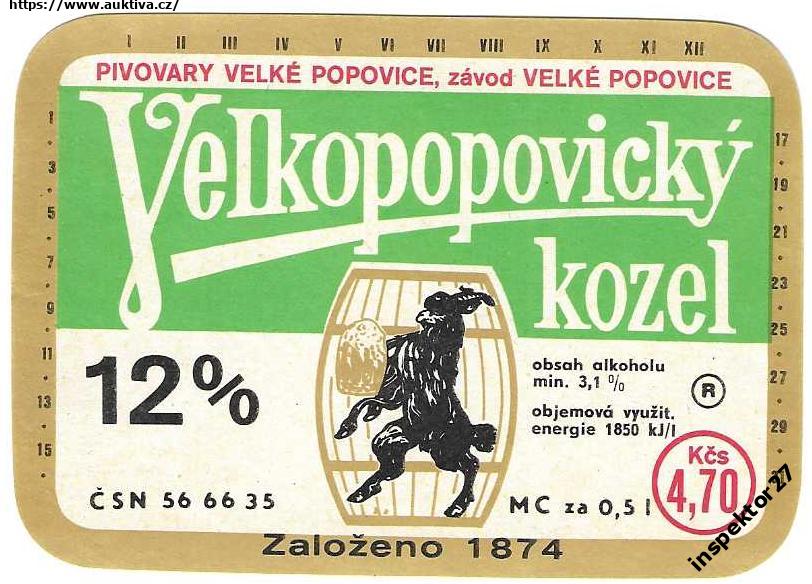 https://www.auktiva.cz/
I II III IV V VI VII VIII IX X XI XII
PIVOVARY VELKÉ POPOVICE, závod VELKÉ POPOVICE
Velkopopovický
kozel
1
3
5
7
9
11
13
15
17
19
21
23
25
27
29
12%
obsah alkoholu
min. 3,1 %
objemová využit.
energie 1850 kJ/l
R
Kčs
4,70
ČSN 56 66 35
MC za 0,5 l
Založeno 1874
inspektor27